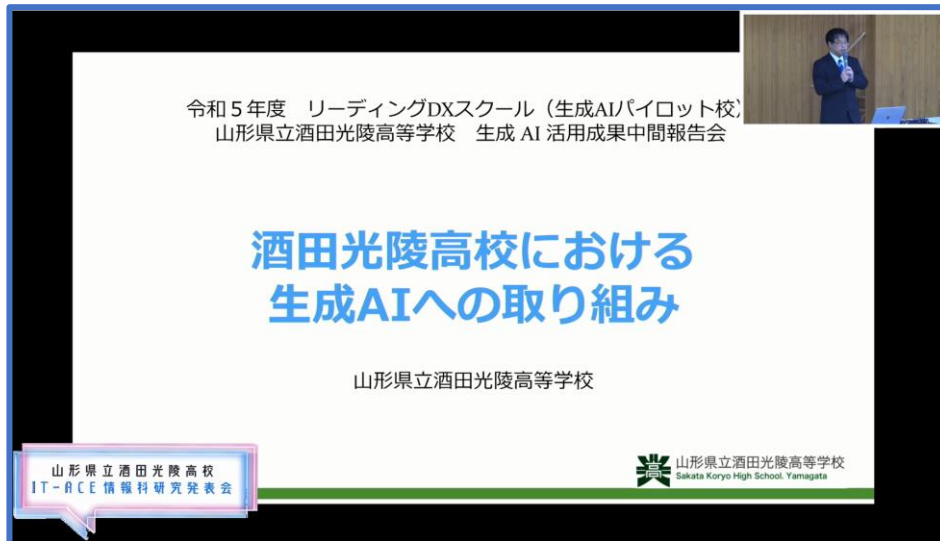 令和５年度　リーディングDXスクール（生成AIパイロット校）
山形県立酒田光陵高等学校　生成 AI 活用成果中間報告会
酒田光陵高校における
生成AIへの取り組み
山形県立酒田光陵高等学校
山形県立酒田光陵高校
IT-ACE 情報科研究発表会
高
山形県立酒田光陵高等学校
Sakata Koryo High School. Yamagata